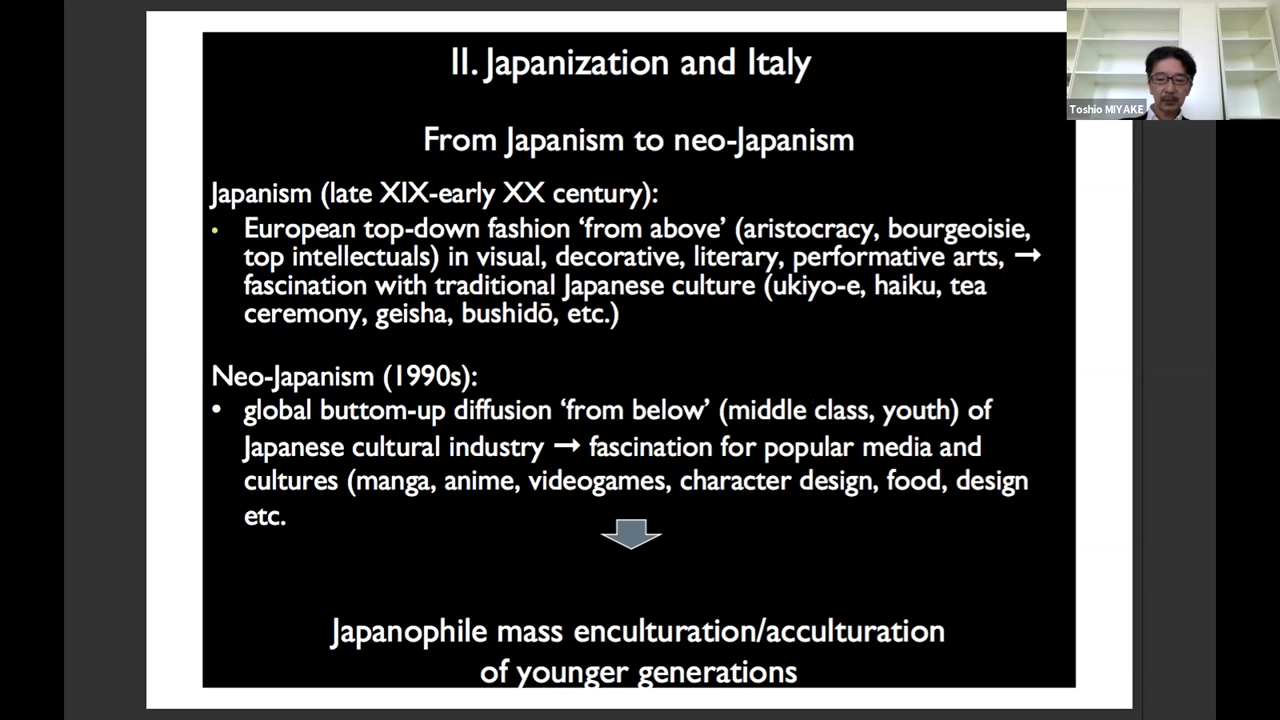 II. Japanization and Italy
Toshio MIYAKE
From Japanism to neo-Japanism
Japanism (late XIX-early XX century):
• European top-down fashion ‘from above’ (aristocracy, bourgeoisie,
top intellectuals) in visual, decorative, literary, performative arts, →
fascination with traditional Japanese culture (ukiyo-e, haiku, tea
ceremony, geisha, bushidō, etc.)
Neo-Japanism (1990s):
• global buttom-up diffusion ‘from below’ (middle class, youth) of
Japanese cultural industry → fascination for popular media and
cultures (manga, anime, videogames, character design, food, design
etc.
Japanophile mass enculturation/acculturation
of younger generations